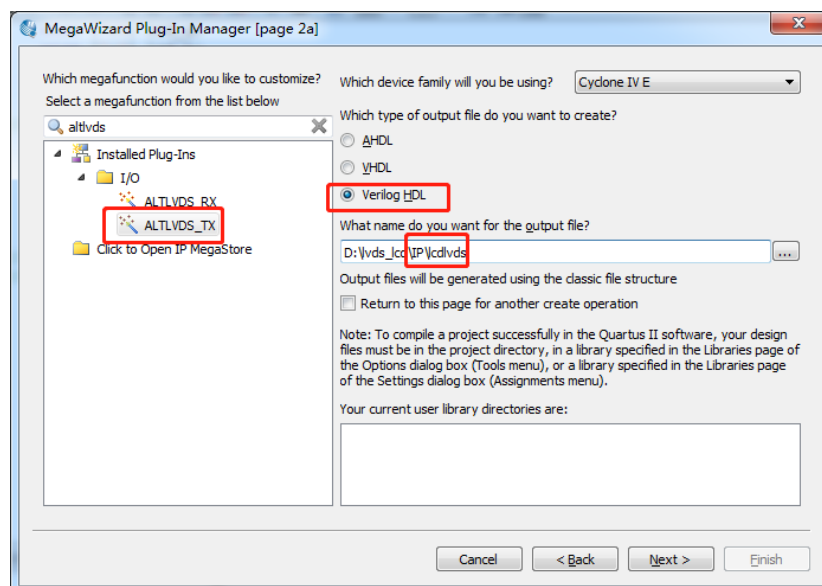 MegaWizard Plug-In Manager [page 2a]
Which megafunction would you like to customize?
Select a megafunction from the list below
altlvds
Installed Plug-Ins
I/O
ALTLVDS_RX
ALTLVDS_TX
Click to Open IP MegaStore
Which device family will you be using?
Cyclone IV E
Which type of output file do you want to create?
AHDL
VHDL
Verilog HDL
What name do you want for the output file?
D:\lvds_lcd\IP\lcdlvds
...
Output files will be generated using the classic file structure
Return to this page for another create operation
Note: To compile a project successfully in the Quartus II software, your design
files must be in the project directory, in a library specified in the Libraries page of
the Options dialog box (Tools menu), or a library specified in the Libraries page
of the Settings dialog box (Assignments menu).
Your current user library directories are:
Cancel
< Back
Next >
Finish